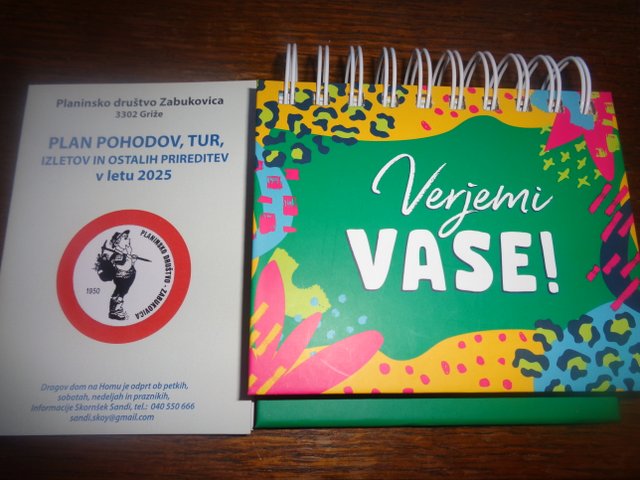 Planinsko društvo Zabukovica
3302 Griže
PLAN POHODOV, TUR,
IZLETOV IN OSTALIH PRIREDITEV
v letu 2025
PLANINSKO DRUŠTVO - ZABUKOVICA
1950
Dragov dom na Homu je odprt ob petkih,
sobotah, nedeljah in praznikih,
Informacije Skornšek Sandi, tel.: 040 550 666
sandi.skoy@gmail.com
Verjemi
VASE!